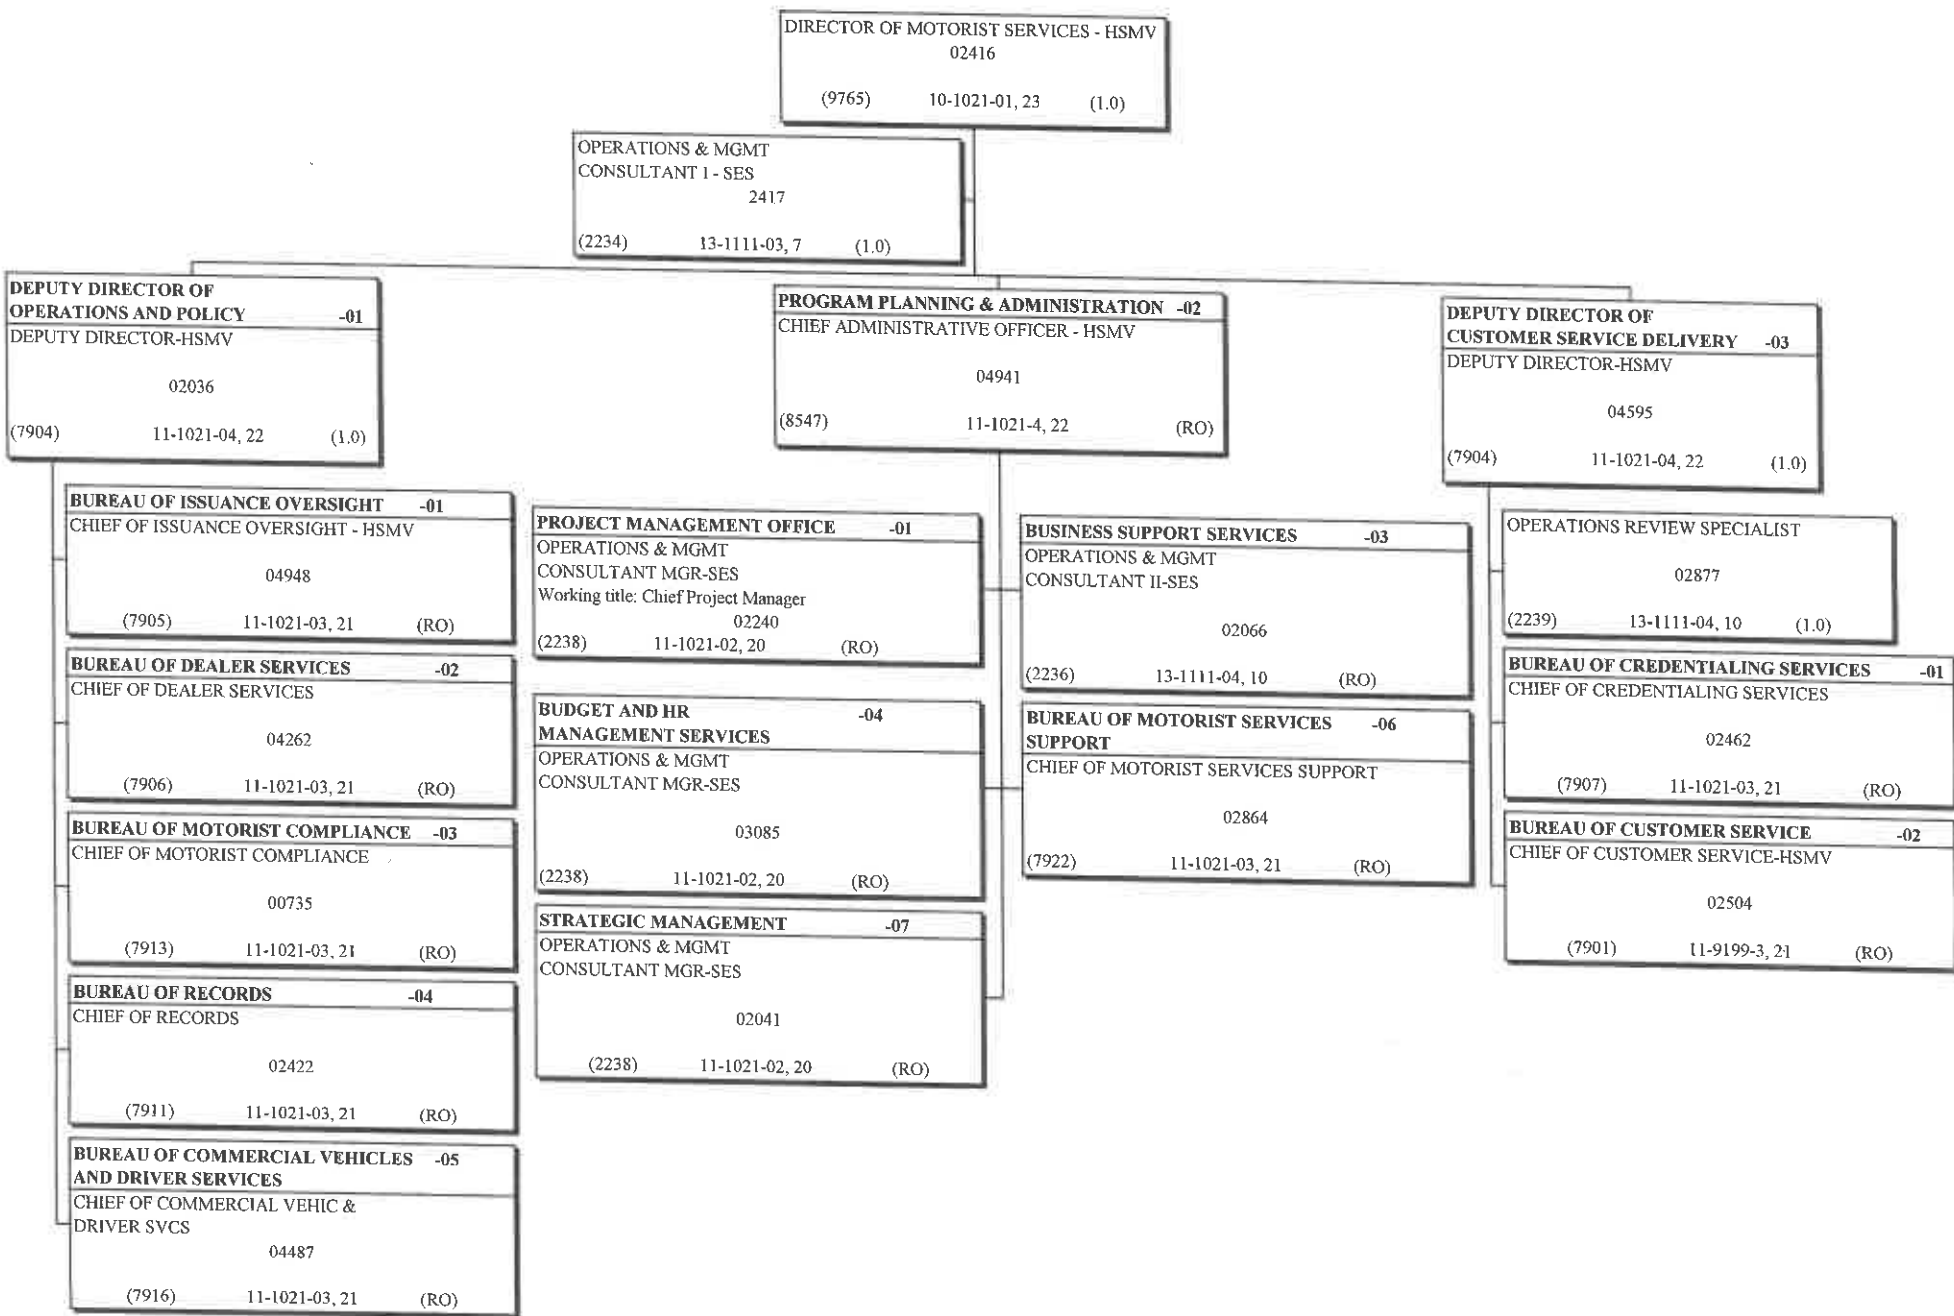 DIRECTOR OF MOTORIST SERVICES - HSMV
02416
(9765) 10-1021-01, 23 (1.0)
OPERATIONS & MGMT
CONSULTANT I - SES
2417
(2234) 13-1111-03, 7 (1.0)
DEPUTY DIRECTOR OF
OPERATIONS AND POLICY -01
DEPUTY DIRECTOR-HSMV
02036
(7904) 11-1021-04, 22 (1.0)
BUREAU OF ISSUANCE OVERSIGHT -01
CHIEF OF ISSUANCE OVERSIGHT - HSMV
04948
(7905) 11-1021-03, 21 (RO)
BUREAU OF DEALER SERVICES -02
CHIEF OF DEALER SERVICES
04262
(7906) 11-1021-03, 21 (RO)
BUREAU OF MOTORIST COMPLIANCE -03
CHIEF OF MOTORIST COMPLIANCE
00735
(7913) 11-1021-03, 21 (RO)
BUREAU OF RECORDS -04
CHIEF OF RECORDS
02422
(7911) 11-1021-03, 21 (RO)
BUREAU OF COMMERCIAL VEHICLES -05
AND DRIVER SERVICES
CHIEF OF COMMERCIAL VEHIC &
DRIVER SVCS
04487
(7916) 11-1021-03, 21 (RO)
PROGRAM PLANNING & ADMINISTRATION -02
CHIEF ADMINISTRATIVE OFFICER - HSMV
04941
(8547) 11-1021-4, 22 (RO)
PROJECT MANAGEMENT OFFICE -01
OPERATIONS & MGMT
CONSULTANT MGR-SES
Working title: Chief Project Manager
02240
(2238) 11-1021-02, 20 (RO)
BUSINESS SUPPORT SERVICES -03
OPERATIONS & MGMT
CONSULTANT II-SES
02066
(2236) 13-1111-04, 10 (RO)
BUDGET AND HR -04
MANAGEMENT SERVICES
OPERATIONS & MGMT
CONSULTANT MGR-SES
03085
(2238) 11-1021-02, 20 (RO)
BUREAU OF MOTORIST SERVICES -06
SUPPORT
CHIEF OF MOTORIST SERVICES SUPPORT
02864
(7922) 11-1021-03, 21 (RO)
STRATEGIC MANAGEMENT -07
OPERATIONS & MGMT
CONSULTANT MGR-SES
02041
(2238) 11-1021-02, 20 (RO)
DEPUTY DIRECTOR OF
CUSTOMER SERVICE DELIVERY -03
DEPUTY DIRECTOR-HSMV
04595
(7904) 11-1021-04, 22 (1.0)
OPERATIONS REVIEW SPECIALIST
02877
(2239) 13-1111-04, 10 (1.0)
BUREAU OF CREDENTIALING SERVICES -01
CHIEF OF CREDENTIALING SERVICES
02462
(7907) 11-1021-03, 21 (RO)
BUREAU OF CUSTOMER SERVICE -02
CHIEF OF CUSTOMER SERVICE-HSMV
02504
(7901) 11-9199-3, 21 (RO)